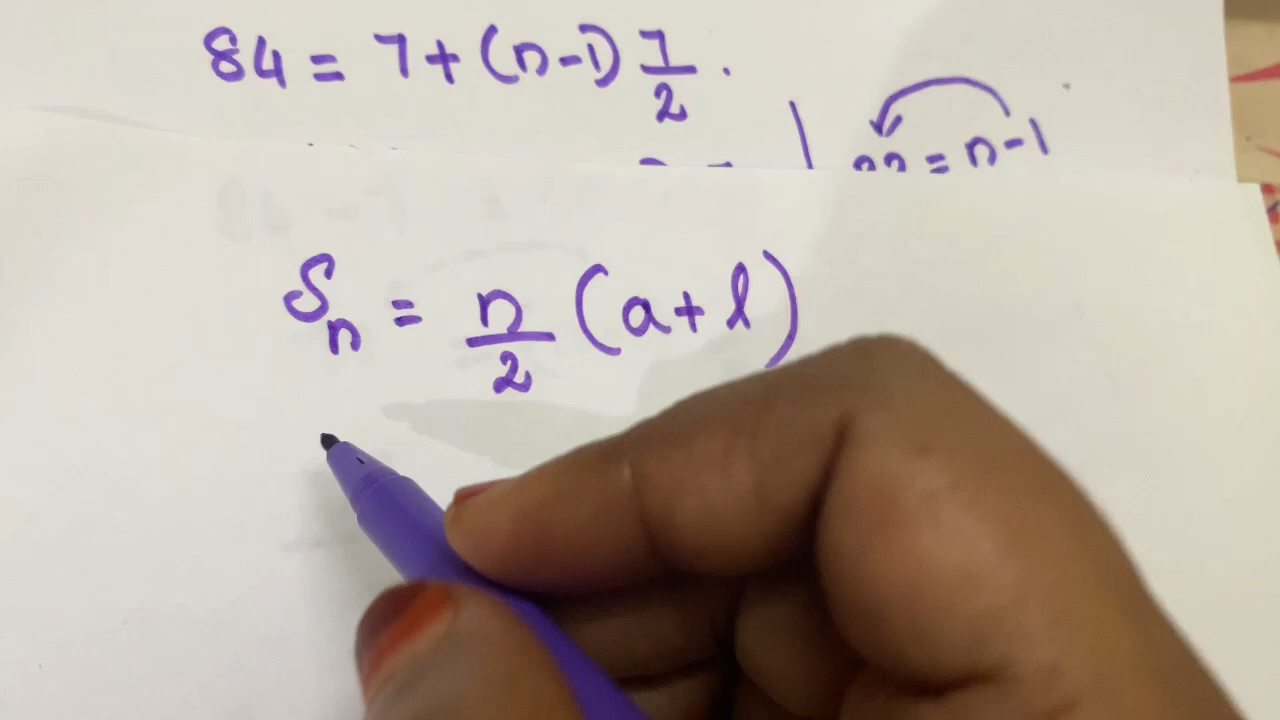 84 = 7 + (n-1) 7/2 .
= n-1
Sn = n/2 (a + l)